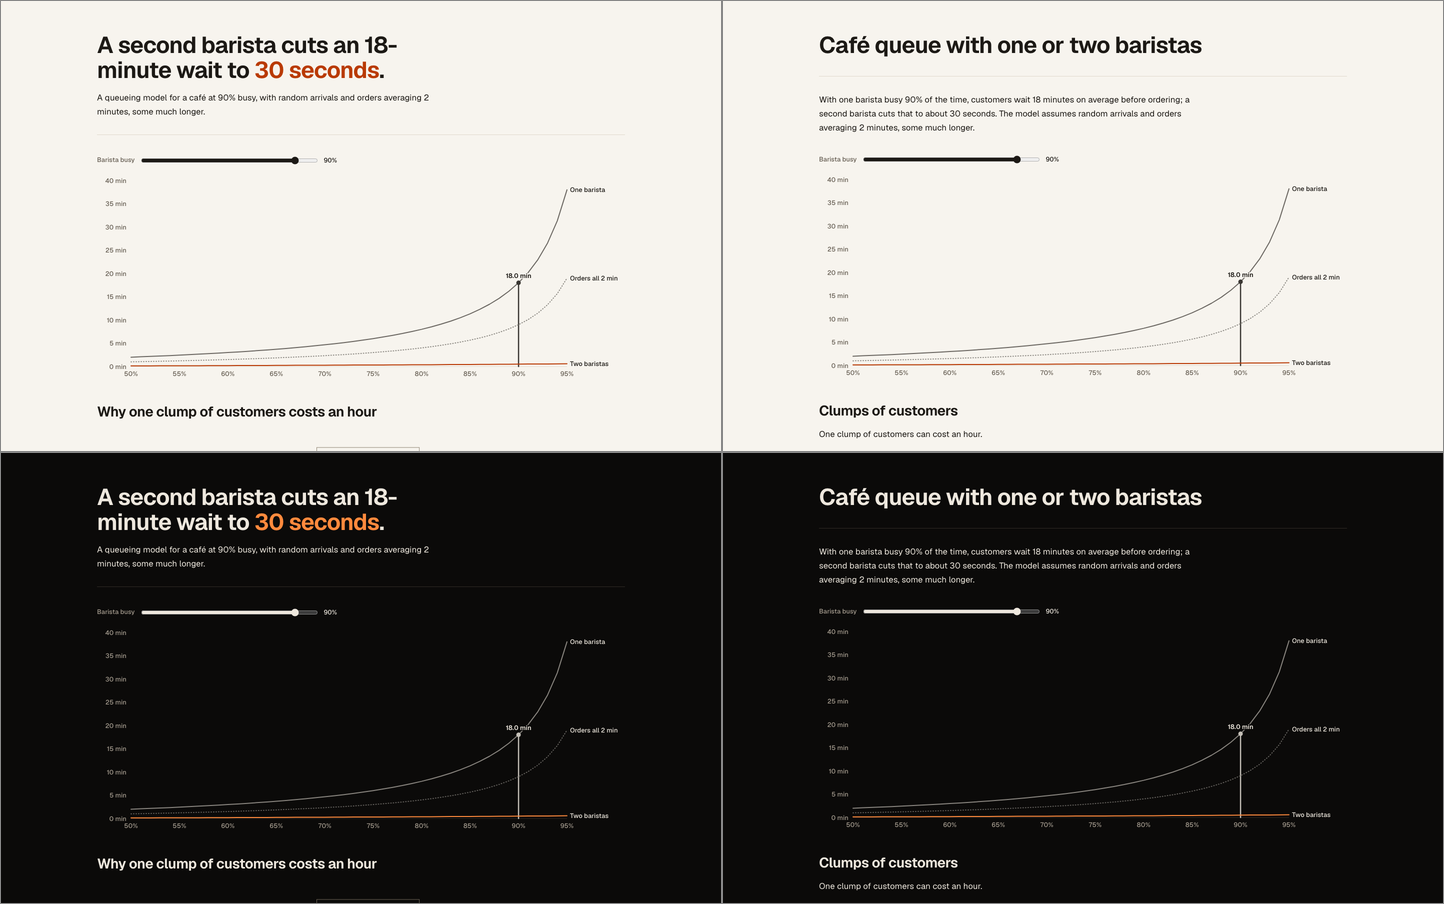 A second barista cuts an 18-
minute wait to 30 seconds.
A queueing model for a café at 90% busy, with random arrivals and orders averaging 2
minutes, some much longer.
Barista busy 90%
40 min
35 min
30 min
25 min
20 min
15 min
10 min
5 min
0 min
One barista
18.0 min
Orders all 2 min
Two baristas
50% 55% 60% 65% 70% 75% 80% 85% 90% 95%
Why one clump of customers costs an hour
Café queue with one or two baristas
With one barista busy 90% of the time, customers wait 18 minutes on average before ordering; a
second barista cuts that to about 30 seconds. The model assumes random arrivals and orders
averaging 2 minutes, some much longer.
Barista busy 90%
40 min
35 min
30 min
25 min
20 min
15 min
10 min
5 min
0 min
One barista
18.0 min
Orders all 2 min
Two baristas
50% 55% 60% 65% 70% 75% 80% 85% 90% 95%
Clumps of customers
One clump of customers can cost an hour.
A second barista cuts an 18-
minute wait to 30 seconds.
A queueing model for a café at 90% busy, with random arrivals and orders averaging 2
minutes, some much longer.
Barista busy 90%
40 min
35 min
30 min
25 min
20 min
15 min
10 min
5 min
0 min
One barista
18.0 min
Orders all 2 min
Two baristas
50% 55% 60% 65% 70% 75% 80% 85% 90% 95%
Why one clump of customers costs an hour
Café queue with one or two baristas
With one barista busy 90% of the time, customers wait 18 minutes on average before ordering; a
second barista cuts that to about 30 seconds. The model assumes random arrivals and orders
averaging 2 minutes, some much longer.
Barista busy 90%
40 min
35 min
30 min
25 min
20 min
15 min
10 min
5 min
0 min
One barista
18.0 min
Orders all 2 min
Two baristas
50% 55% 60% 65% 70% 75% 80% 85% 90% 95%
Clumps of customers
One clump of customers can cost an hour.